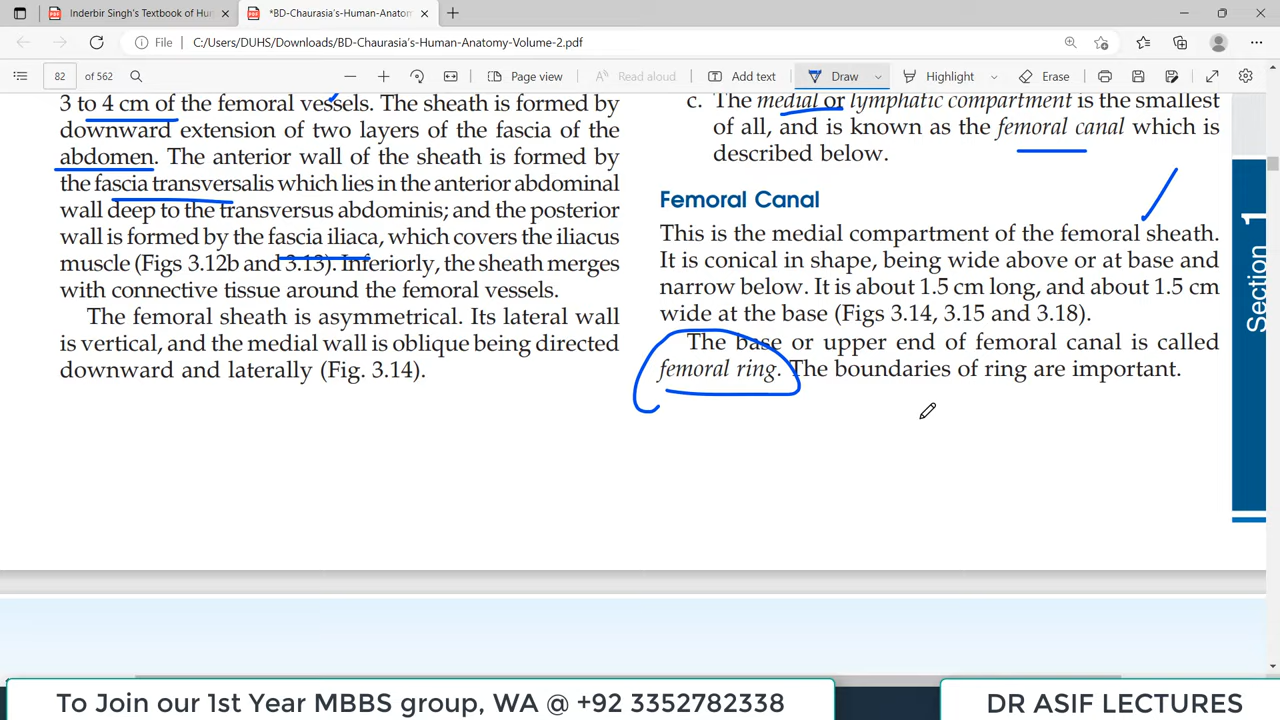 Inderbir Singh's Textbook of Hu
*BD-Chaurasia's-Human-Anatom
File
C:/Users/DUHS/Downloads/BD-Chaurasia's-Human-Anatomy-Volume-2.pdf
82 of 562
Page view
Read aloud
Add text
Draw
Highlight
Erase
3 to 4 cm of the femoral vessels. The sheath is formed by
downward extension of two layers of the fascia of the
abdomen. The anterior wall of the sheath is formed by
the fascia transversalis which lies in the anterior abdominal
wall deep to the transversus abdominis; and the posterior
wall is formed by the fascia iliaca, which covers the iliacus
muscle (Figs 3.12b and 3.13). Inferiorly, the sheath merges
with connective tissue around the femoral vessels.
The femoral sheath is asymmetrical. Its lateral wall
is vertical, and the medial wall is oblique being directed
downward and laterally (Fig. 3.14).
c. The medial or lymphatic compartment is the smallest
of all, and is known as the femoral canal which is
described below.
Femoral Canal
This is the medial compartment of the femoral sheath.
It is conical in shape, being wide above or at base and
narrow below. It is about 1.5 cm long, and about 1.5 cm
wide at the base (Figs 3.14, 3.15 and 3.18).
The base or upper end of femoral canal is called
femoral ring. The boundaries of ring are important.
Section 1
To Join our 1st Year MBBS group, WA @ +92 3352782338
DR ASIF LECTURES